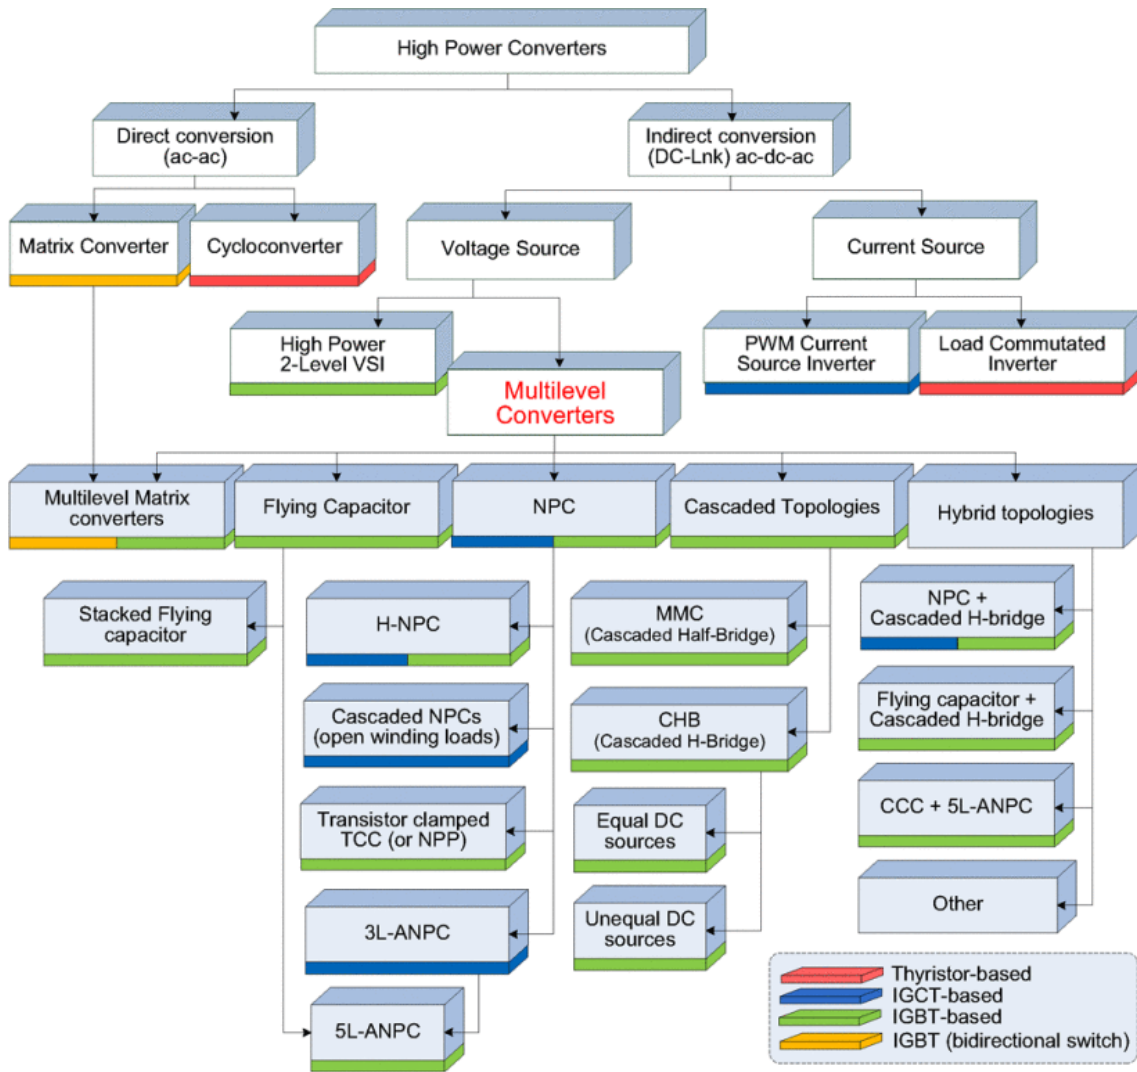 High Power Converters
Direct conversion
(ac-ac)
Indirect conversion
(DC-Lnk) ac-dc-ac
Matrix Converter
Cycloconverter
Voltage Source
Current Source
High Power
2-Level VSI
Multilevel
Converters
PWM Current
Source Inverter
Load Commutated
Inverter
Multilevel Matrix
converters
Flying Capacitor
NPC
Cascaded Topologies
Hybrid topologies
Stacked Flying
capacitor
H-NPC
MMC
(Cascaded Half-Bridge)
NPC +
Cascaded H-bridge
Cascaded NPCs
(open winding loads)
CHB
(Cascaded H-Bridge)
Flying capacitor +
Cascaded H-bridge
Transistor clamped
TCC (or NPP)
Equal DC
sources
CCC + 5L-ANPC
3L-ANPC
Unequal DC
sources
Other
5L-ANPC
Thyristor-based
IGCT-based
IGBT-based
IGBT (bidirectional switch)